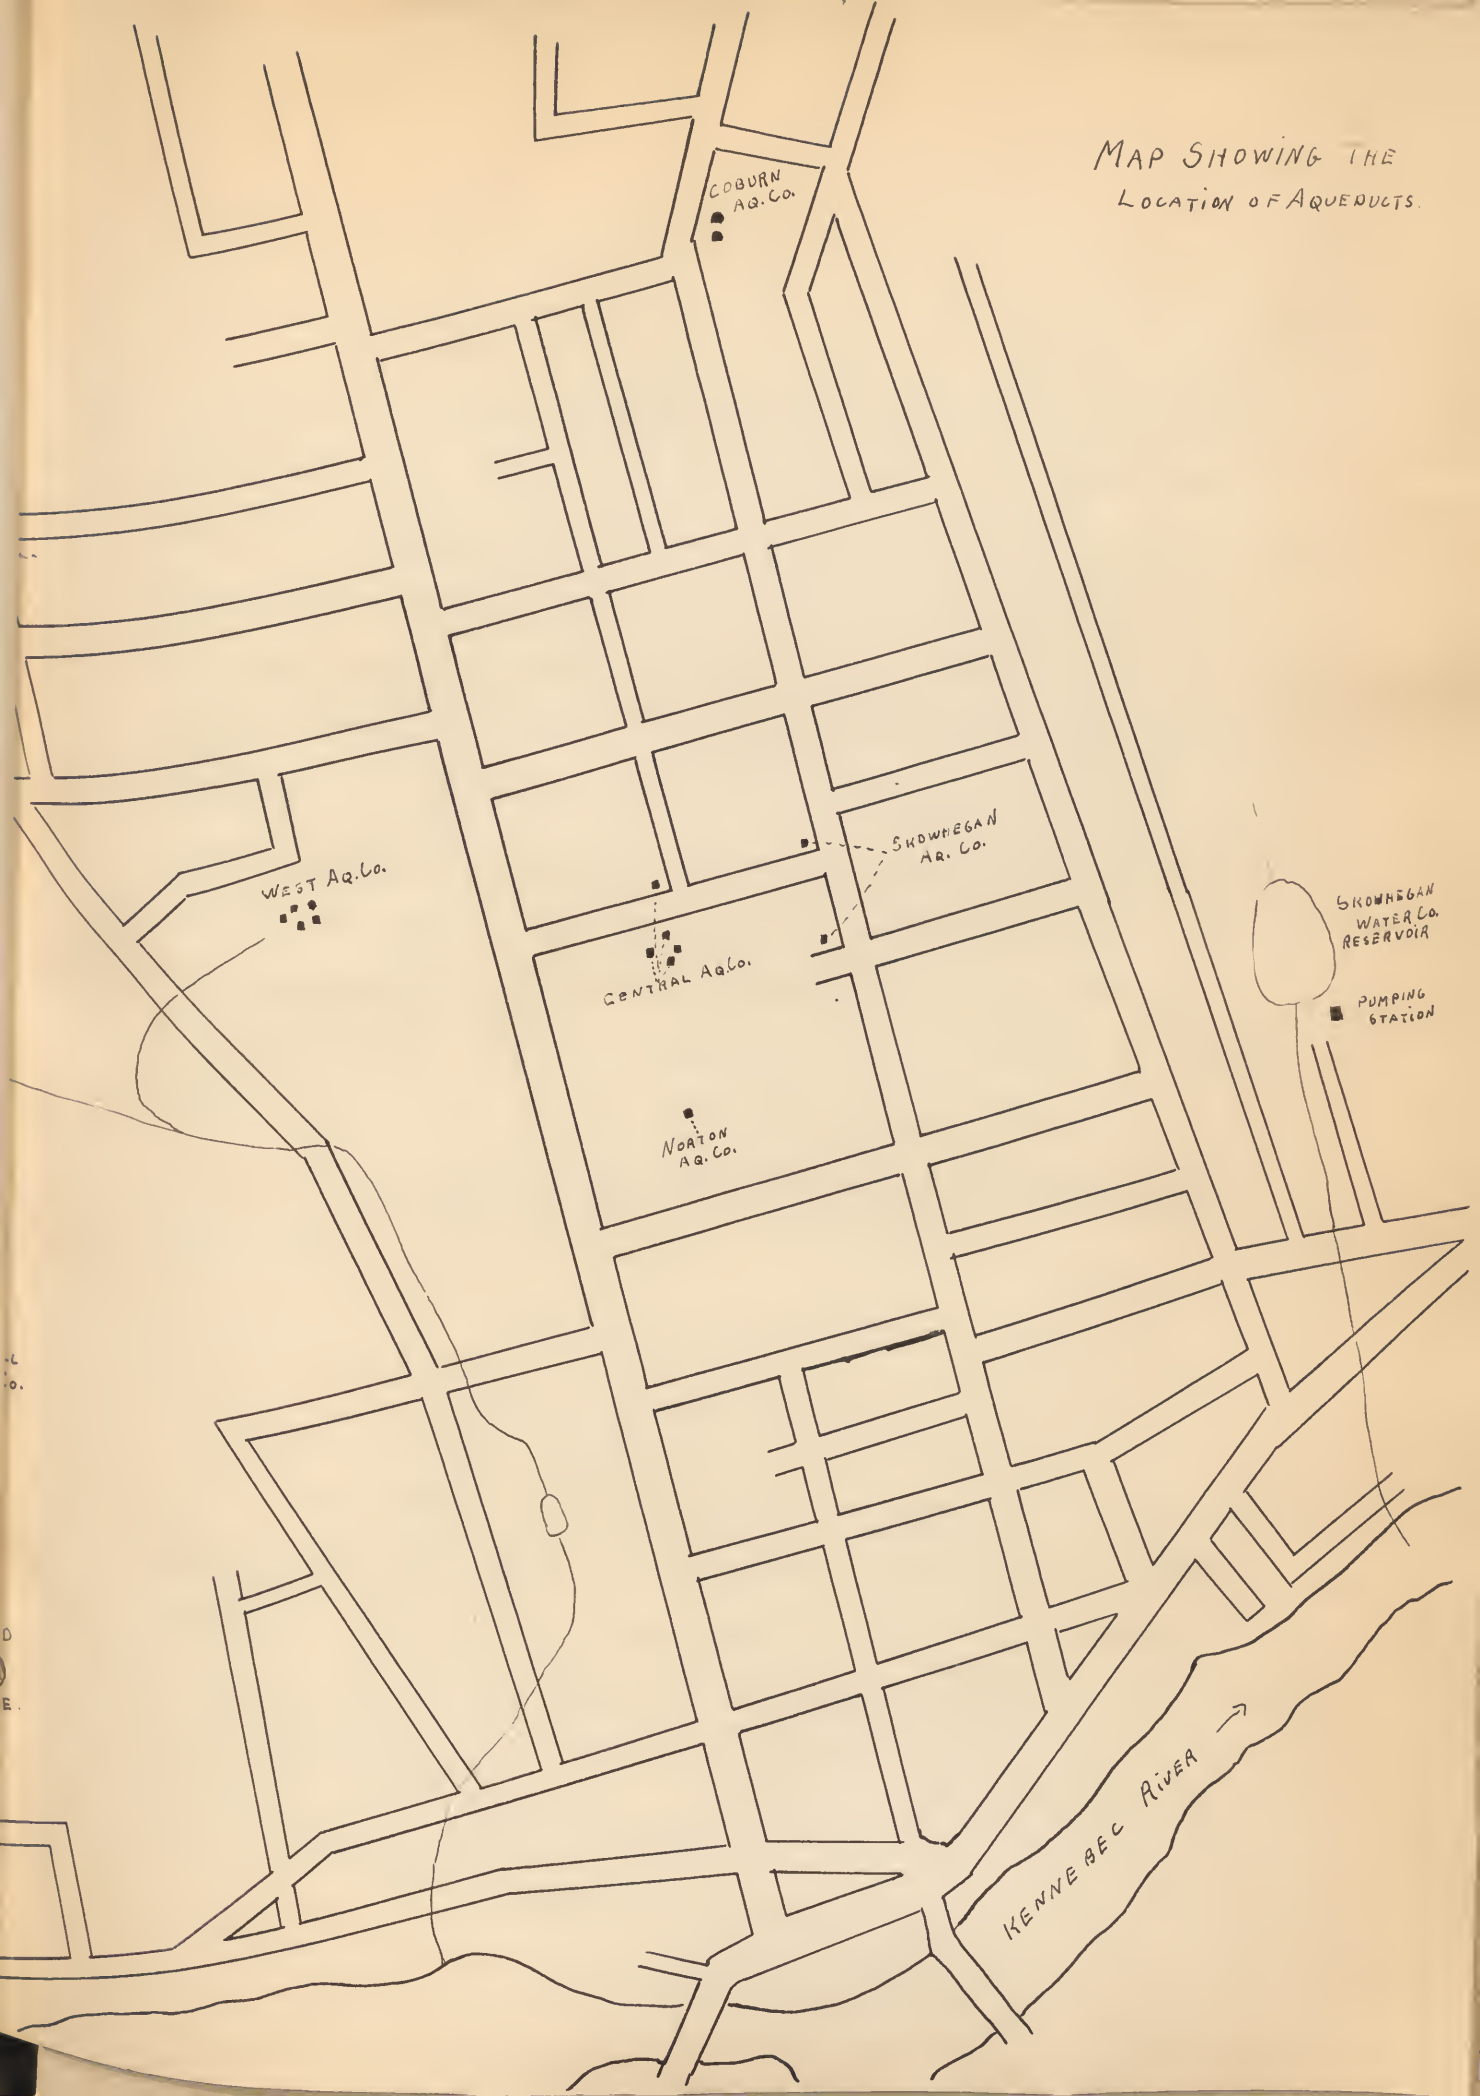 MAP SHOWING THE
LOCATION OF AQUEDUCTS.
COBURN
AQ. CO.
SKOWHEGAN
AQ. CO.
WEST AQ. CO.
SKOWHEGAN
WATER CO.
RESERVOIR
CENTRAL AQ. CO.
PUMPING
STATION
NORTON
AQ. CO.
KENNEBEC RIVER